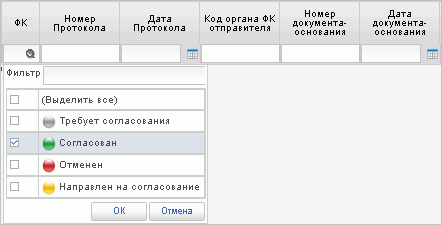 ФК
Номер
Протокола
Дата
Протокола
Код органа ФК
отправителя
Номер
документа-
основания
Дата
документа-
основания
Фильтр
(Выделить все)
Требует согласования
Согласован
Отменен
Направлен на согласование
ОК
Отмена